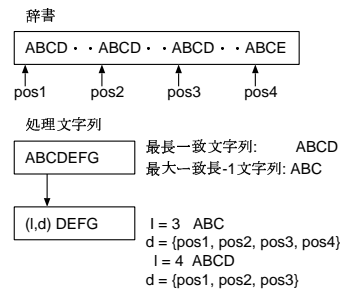 辞書
ABCD・・ABCD・・ABCD・・ABCE
pos1 pos2 pos3 pos4
処理文字列
ABCDEFG
最長一致文字列: ABCD
最大一致長-1文字列: ABC
(l,d) DEFG
l = 3 ABC
d = {pos1, pos2, pos3, pos4}
l = 4 ABCD
d = {pos1, pos2, pos3}